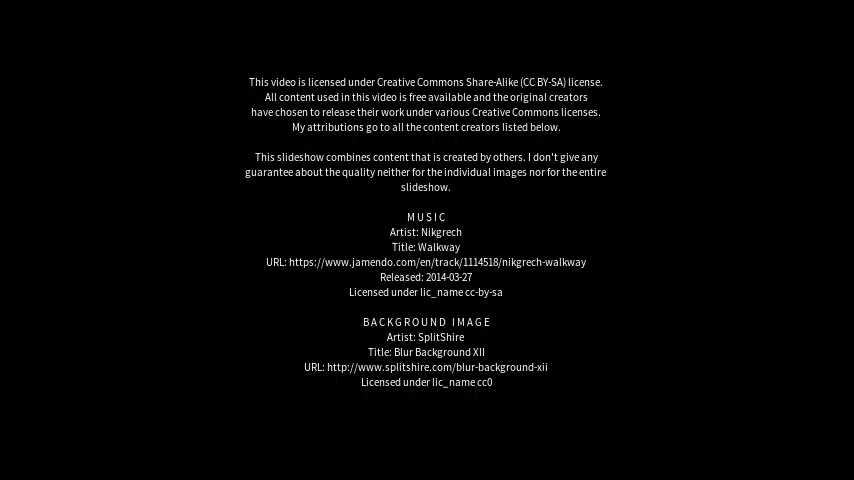 This video is licensed under Creative Commons Share-Alike (CC BY-SA) license.
All content used in this video is free available and the original creators
have chosen to release their work under various Creative Commons licenses.
My attributions go to all the content creators listed below.
This slideshow combines content that is created by others. I don't give any
guarantee about the quality neither for the individual images nor for the entire
slideshow.
MUSIC
Artist: Nikgrech
Title: Walkway
URL: https://www.jamendo.com/en/track/1114518/nikgrech-walkway
Released: 2014-03-27
Licensed under lic_name cc-by-sa
BACKGROUND IMAGE
Artist: SplitShire
Title: Blur Background XII
URL: http://www.splitshire.com/blur-background-xii
Licensed under lic_name cc0